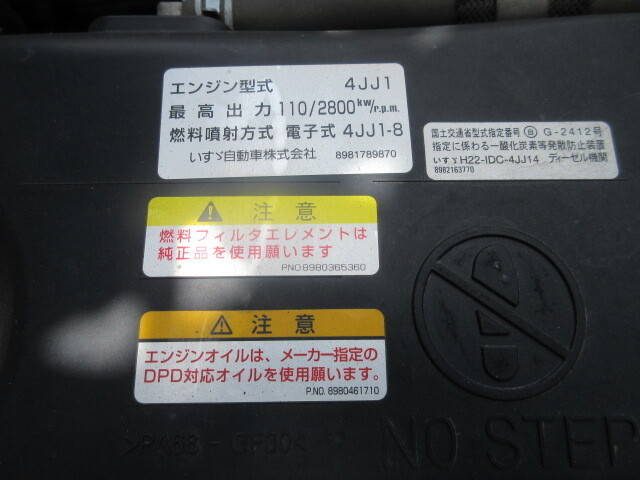 エンジン型式 4JJ1
最高出力 110/2800kw/r.p.m.
燃料噴射方式 電子式 4JJ1-8
いすゞ自動車株式会社 8981789870
国土交通省型式指定番号 Ⓑ G-2412号
指定に係わる一酸化炭素等発散防止装置
いすゞ H22-IDC-4JJ14 ディーゼル機関
8982163770
注意
燃料フィルタエレメントは
純正品を使用願います
PNO.8980365360
注意
エンジンオイルは、メーカー指定の
DPD対応オイルを使用願います。
P.NO. 8980461710
NO STEP